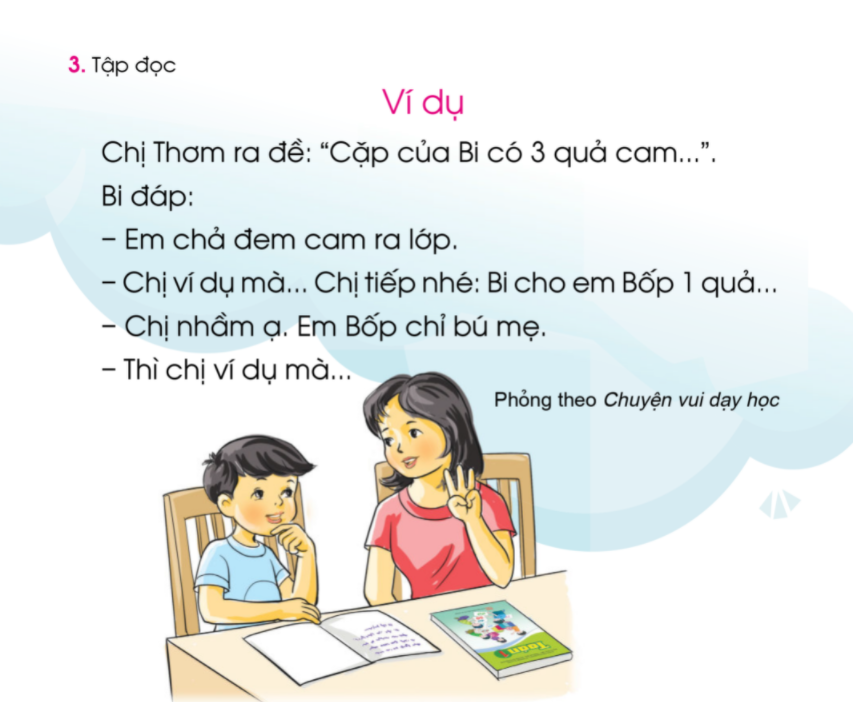 3. Tập đọc
Ví dụ
Chị Thơm ra đề: “Cặp của Bi có 3 quả cam...”.
Bi đáp:
– Em chả đem cam ra lớp.
– Chị ví dụ mà... Chị tiếp nhé: Bi cho em Bốp 1 quả...
– Chị nhầm ạ. Em Bốp chỉ bú mẹ.
– Thì chị ví dụ mà...
Phỏng theo Chuyện vui dạy học
Toán